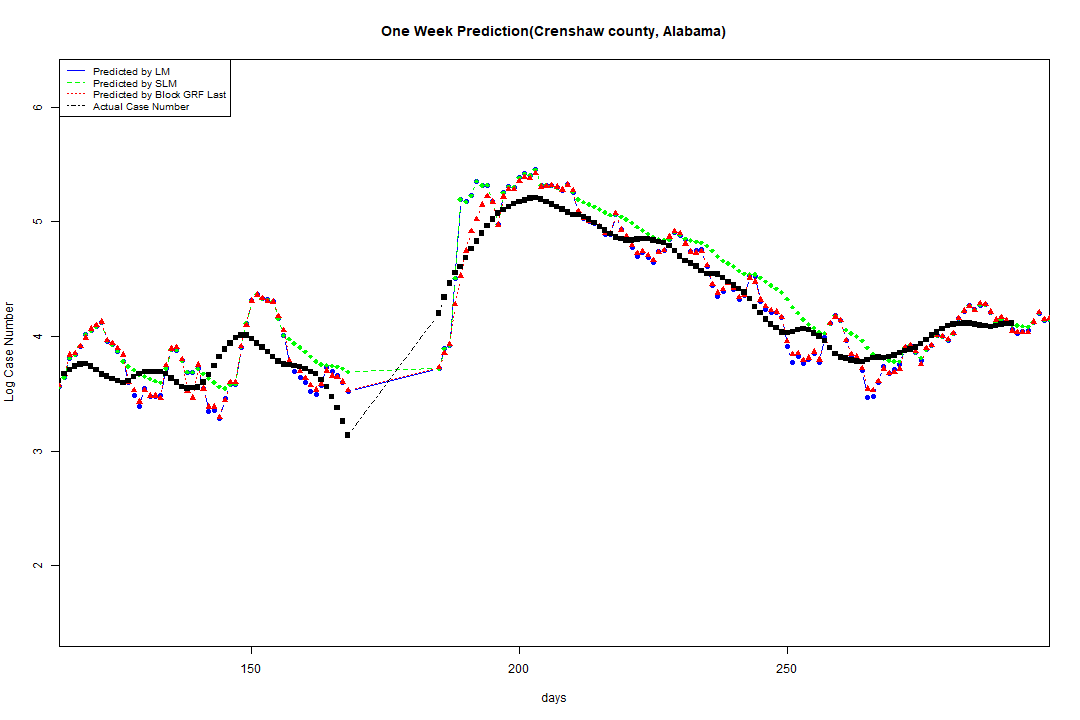 One Week Prediction(Crenshaw county, Alabama)
Predicted by LM
Predicted by SLM
Predicted by Block GRF Last
Actual Case Number
6
5
4
3
2
Log Case Number
150 200 250
days